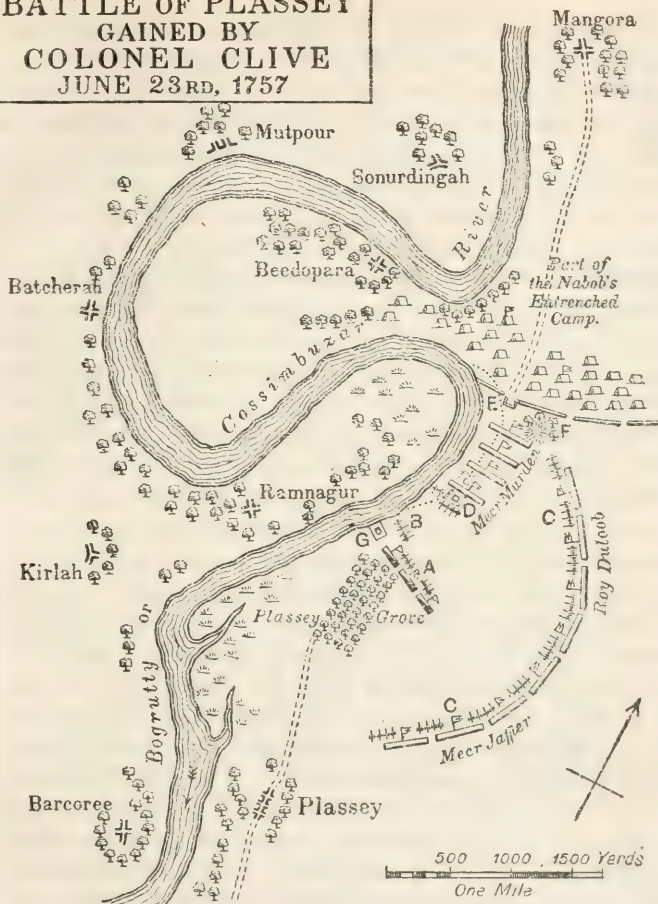 BATTLE OF PLASSEY
GAINED BY
COLONEL CLIVE
JUNE 23RD, 1757
Mangora
Mutpour
Sonurdingah
River
Beedopara
Part of
the Nabob's
Entrenched
Camp.
Batcherah
Cossimbuzar
E
F
Meer Murden
D
B
C
Roy Duloob
Ramnagur
G
A
Kirlah
Plassey Grove
or
Bogrutty
C
Meer Jaffier
Barcoree
Plassey
500 1000 1500 Yards
One Mile